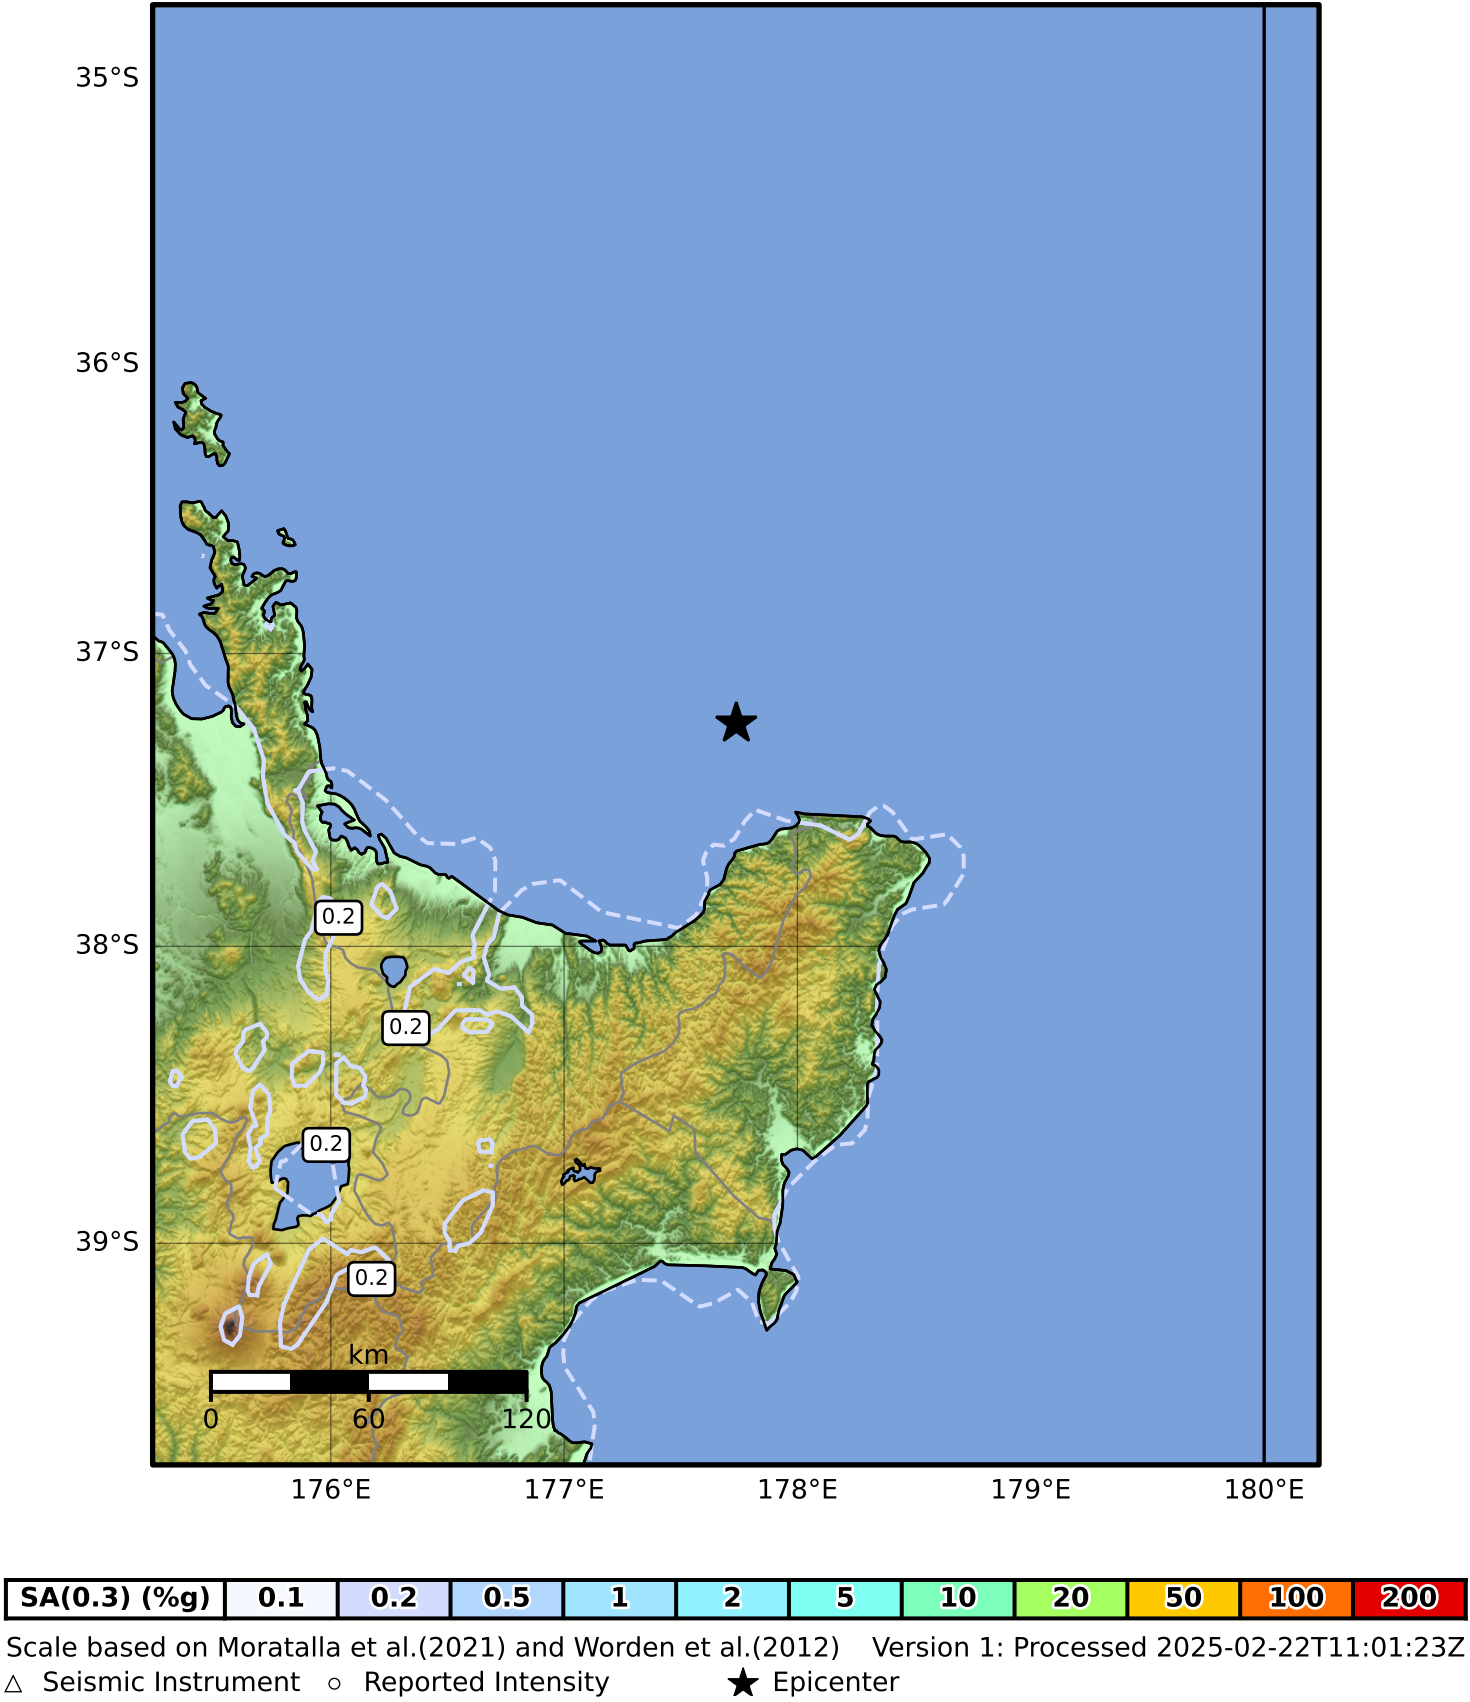 35°S
36°S
37°S
38°S
39°S
0.2
0.2
0.2
0.2
km
0 60 120
176°E 177°E 178°E 179°E 180°E
SA(0.3) (%g) 0.1 0.2 0.5 1 2 5 10 20 50 100 200
Scale based on Moratalla et al.(2021) and Worden et al.(2012) Version 1: Processed 2025-02-22T11:01:23Z
Seismic Instrument Reported Intensity Epicenter